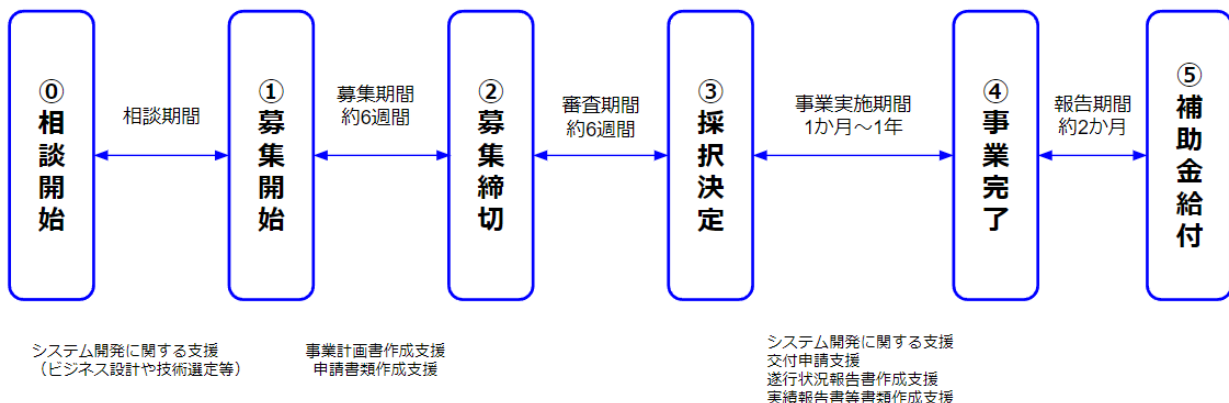 ⓪相談開始
相談期間
①募集開始
募集期間
約6週間
②募集締切
審査期間
約6週間
③採択決定
事業実施期間
1か月~1年
④事業完了
報告期間
約2か月
⑤補助金給付
システム開発に関する支援
(ビジネス設計や技術選定等)
事業計画書作成支援
申請書類作成支援
システム開発に関する支援
交付申請支援
遂行状況報告書作成支援
実績報告書等書類作成支援